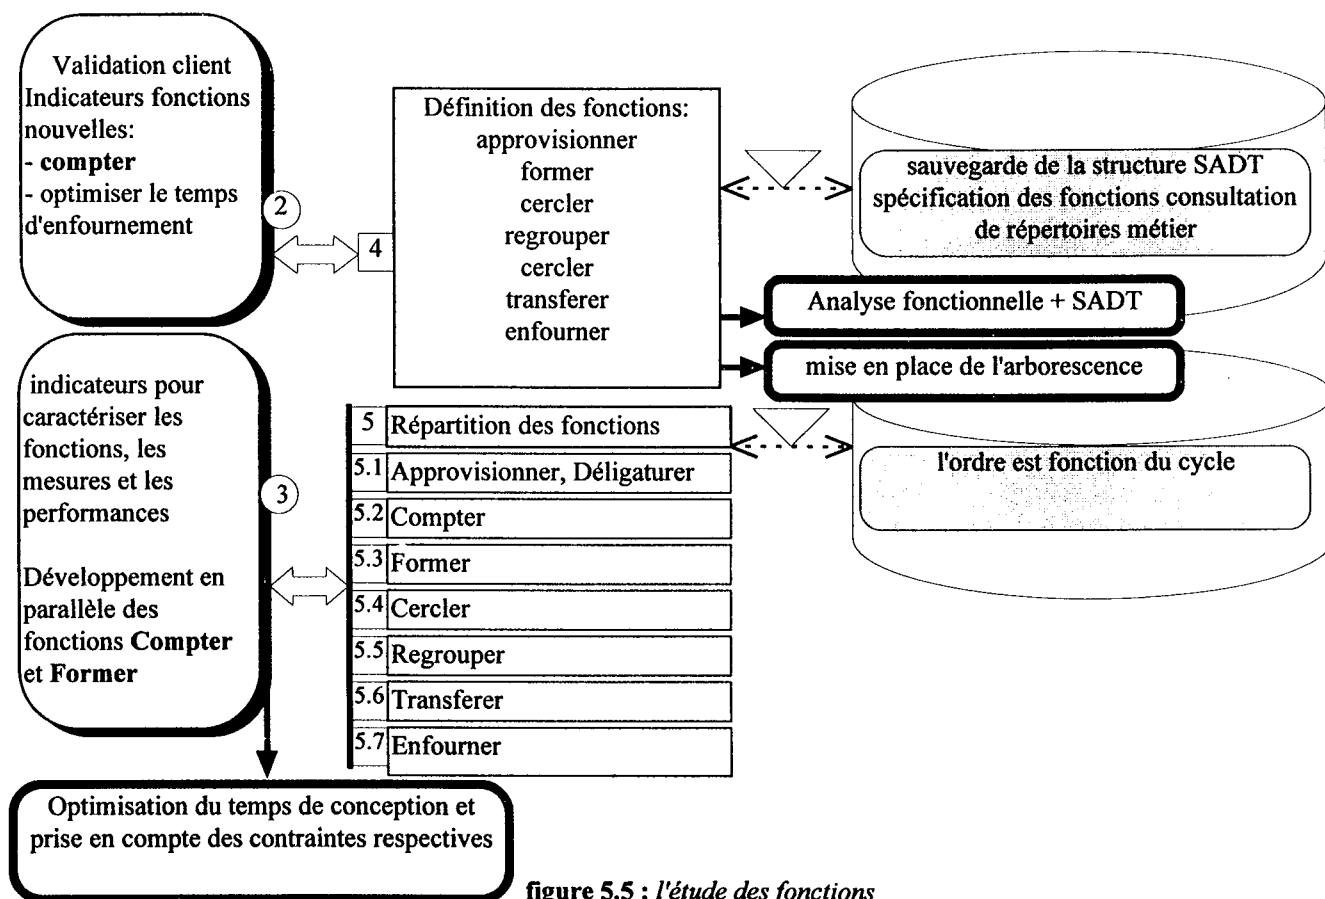 Validation client
Indicateurs fonctions
nouvelles:
- compter
- optimiser le temps
d'enfournement
2
4
Définition des fonctions:
approvisionner
former
cercler
regrouper
cercler
transferer
enfourner
sauvegarde de la structure SADT
spécification des fonctions consultation
de répertoires métier
Analyse fonctionnelle + SADT
mise en place de l'arborescence
indicateurs pour
caractériser les
fonctions, les
mesures et les
performances
3
Développement en
parallèle des
fonctions Compter
et Former
5 Répartition des fonctions
5.1 Approvisionner, Déligaturer
5.2 Compter
5.3 Former
5.4 Cercler
5.5 Regrouper
5.6 Transferer
5.7 Enfourner
l'ordre est fonction du cycle
Optimisation du temps de conception et
prise en compte des contraintes respectives
figure 5.5 : l'étude des fonctions